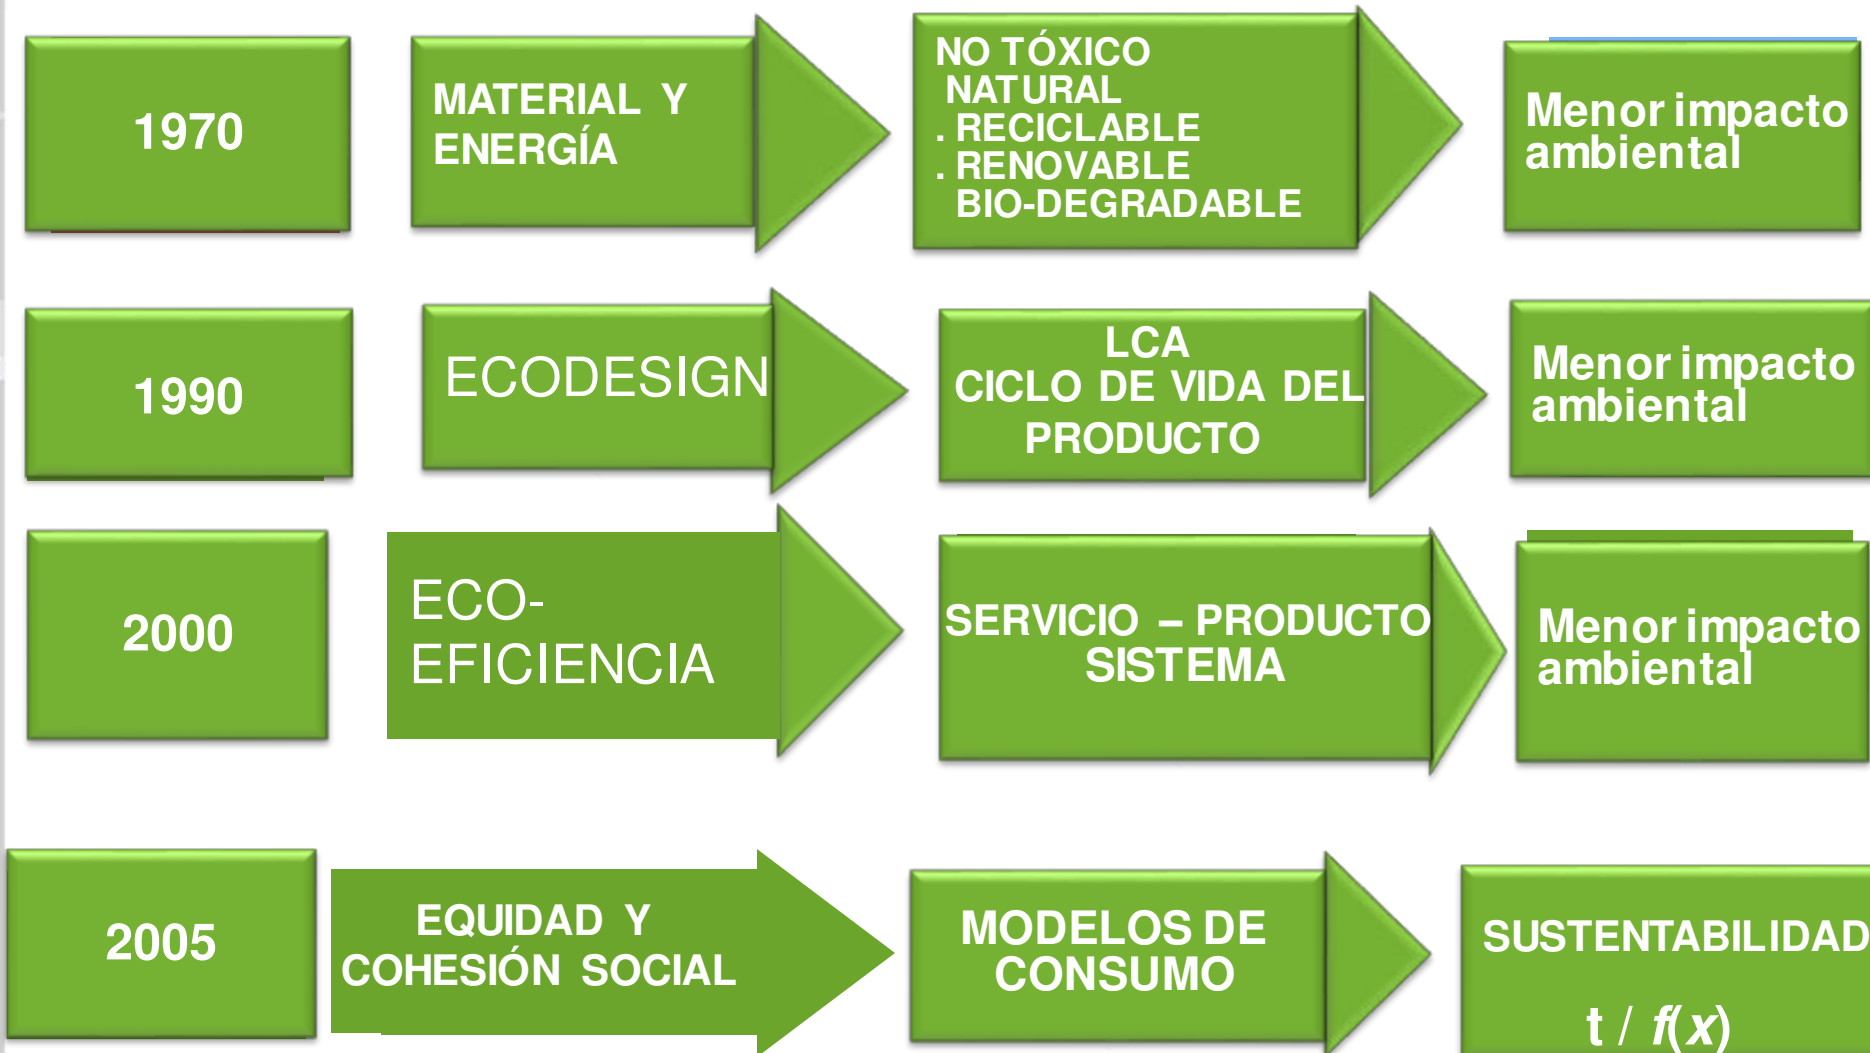 1970
MATERIAL Y
ENERGÍA
NO TÓXICO
NATURAL
. RECICLABLE
. RENOVABLE
BIO-DEGRADABLE
Menor impacto
ambiental
1990
ECODESIGN
LCA
CICLO DE VIDA DEL
PRODUCTO
Menor impacto
ambiental
2000
ECO-
EFICIENCIA
SERVICIO – PRODUCTO
SISTEMA
Menor impacto
ambiental
2005
EQUIDAD Y
COHESIÓN SOCIAL
MODELOS DE
CONSUMO
SUSTENTABILIDAD
t / f(x)